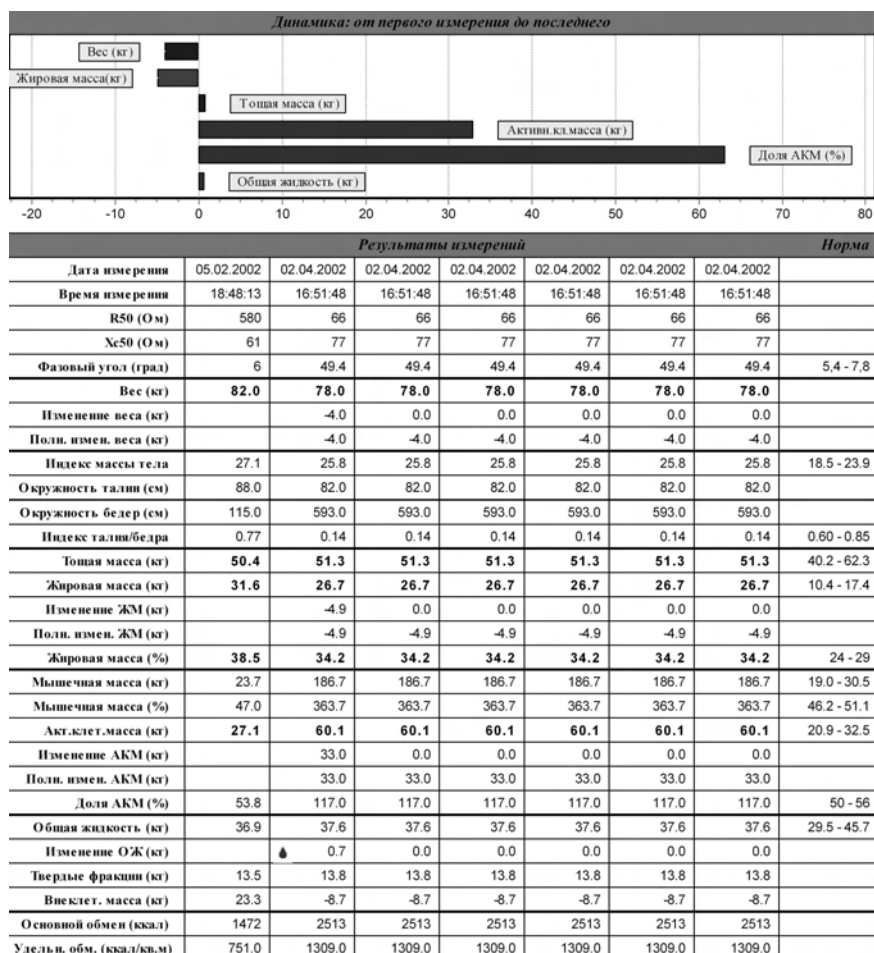 Динамика: от первого измерения до последнего
Вес (кг)
Жировая масса(кг)
Тощая масса (кг)
Активн.кл.масса (кг)
Доля АКМ (%)
Общая жидкость (кг)
-20 -10 0 10 20 30 40 50 60 70 80
Результаты измерений Норма
Дата измерения 05.02.2002 02.04.2002 02.04.2002 02.04.2002 02.04.2002 02.04.2002 02.04.2002
Время измерения 18:48:13 16:51:48 16:51:48 16:51:48 16:51:48 16:51:48 16:51:48
R50 (Ом) 580 66 66 66 66 66 66
Xc50 (Ом) 61 77 77 77 77 77 77
Фазовый угол (град) 6 49.4 49.4 49.4 49.4 49.4 49.4 5,4 - 7,8
Вес (кг) 82.0 78.0 78.0 78.0 78.0 78.0 78.0
Изменение веса (кг) -4.0 0.0 0.0 0.0 0.0 0.0
Полн. измен. веса (кг) -4.0 -4.0 -4.0 -4.0 -4.0 -4.0
Индекс массы тела 27.1 25.8 25.8 25.8 25.8 25.8 25.8 18.5 - 23.9
Окружность талии (см) 88.0 82.0 82.0 82.0 82.0 82.0 82.0
Окружность бедер (см) 115.0 593.0 593.0 593.0 593.0 593.0 593.0
Индекс талия/бедра 0.77 0.14 0.14 0.14 0.14 0.14 0.14 0.60 - 0.85
Тощая масса (кг) 50.4 51.3 51.3 51.3 51.3 51.3 51.3 40.2 - 62.3
Жировая масса (кг) 31.6 26.7 26.7 26.7 26.7 26.7 26.7 10.4 - 17.4
Изменение ЖМ (кг) -4.9 0.0 0.0 0.0 0.0 0.0
Полн. измен. ЖМ (кг) -4.9 -4.9 -4.9 -4.9 -4.9 -4.9
Жировая масса (%) 38.5 34.2 34.2 34.2 34.2 34.2 34.2 24 - 29
Мышечная масса (кг) 23.7 186.7 186.7 186.7 186.7 186.7 186.7 19.0 - 30.5
Мышечная масса (%) 47.0 363.7 363.7 363.7 363.7 363.7 363.7 46.2 - 51.1
Акт.клет.масса (кг) 27.1 60.1 60.1 60.1 60.1 60.1 60.1 20.9 - 32.5
Изменение АКМ (кг) 33.0 0.0 0.0 0.0 0.0 0.0
Полн. измен. АКМ (кг) 33.0 33.0 33.0 33.0 33.0 33.0
Доля АКМ (%) 53.8 117.0 117.0 117.0 117.0 117.0 117.0 50 - 56
Общая жидкость (кг) 36.9 37.6 37.6 37.6 37.6 37.6 37.6 29.5 - 45.7
Изменение ОЖ (кг) 0.7 0.0 0.0 0.0 0.0 0.0
Твердые фракции (кг) 13.5 13.8 13.8 13.8 13.8 13.8 13.8
Внеклет. масса (кг) 23.3 -8.7 -8.7 -8.7 -8.7 -8.7 -8.7
Основной обмен (ккал) 1472 2513 2513 2513 2513 2513 2513
Удельн. обм. (ккал/кв.м) 751.0 1309.0 1309.0 1309.0 1309.0 1309.0 1309.0